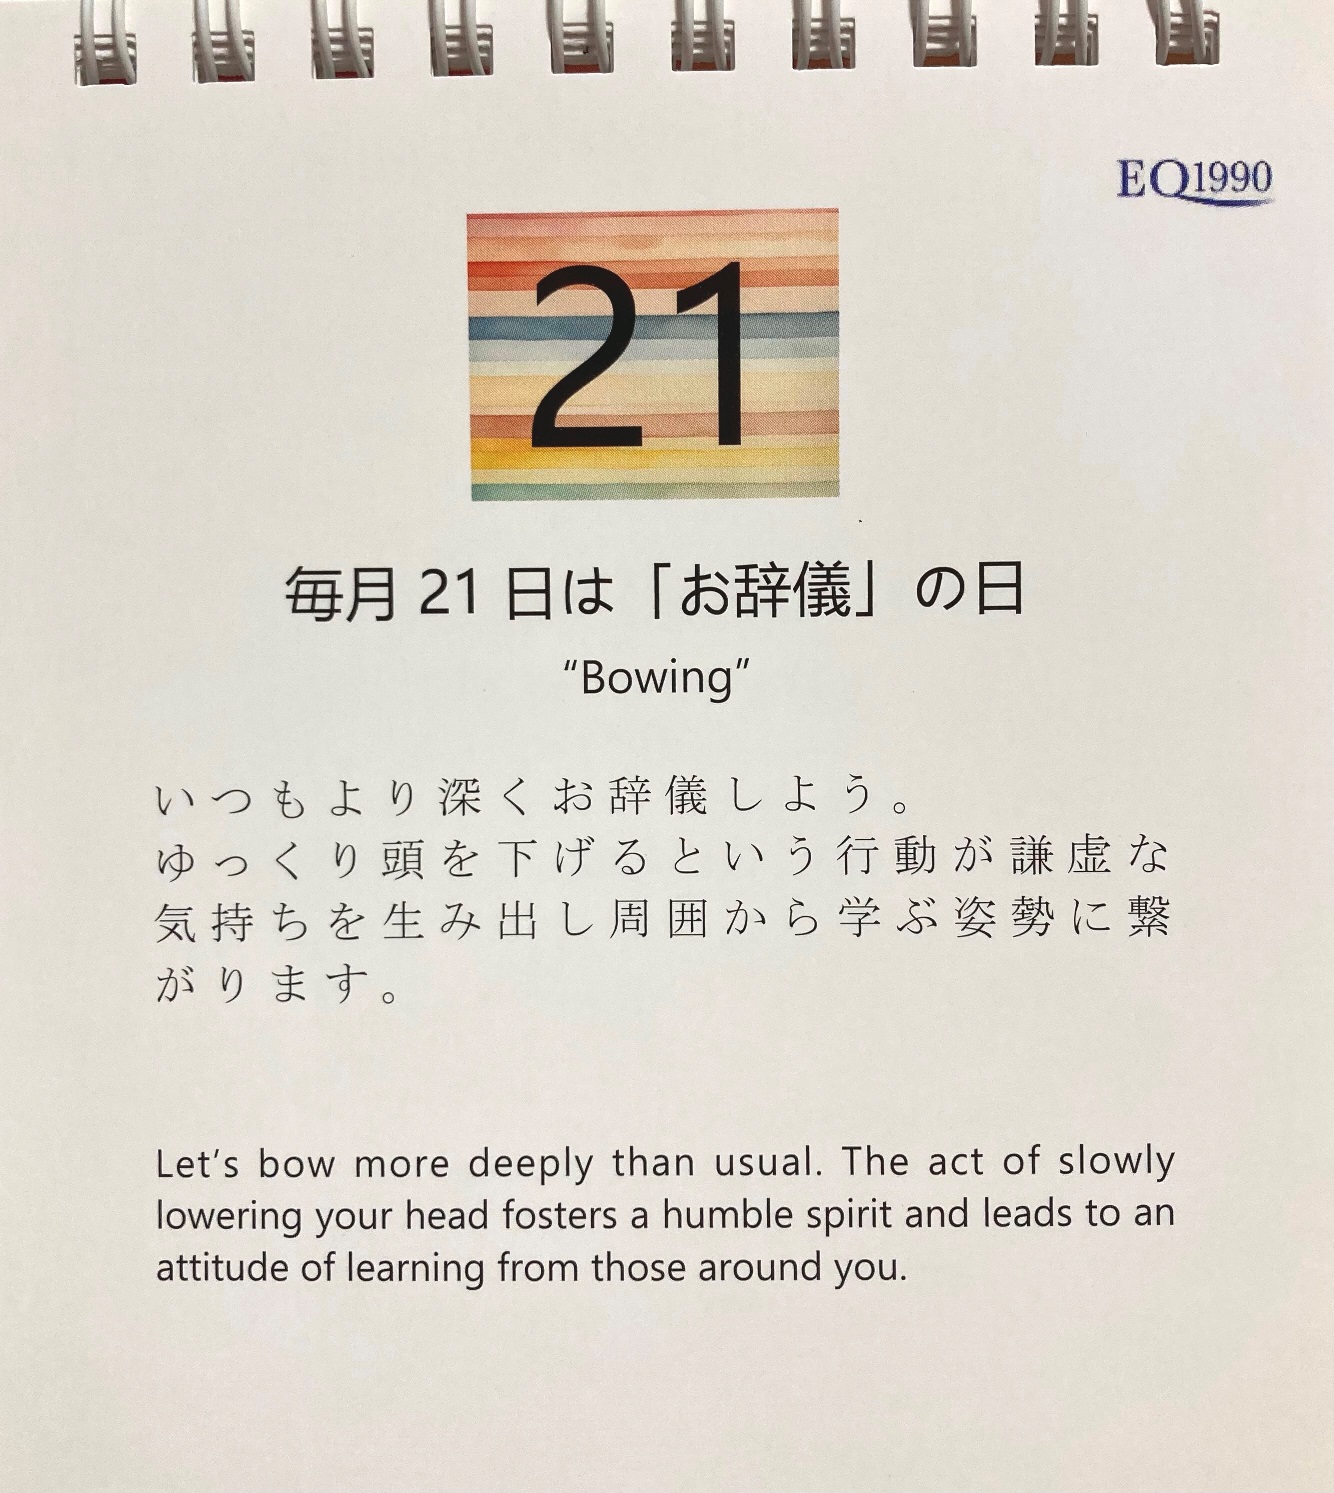 EQ1990
21
毎月 21 日は「お辞儀」の日
“Bowing”
いつもより深くお辞儀しよう。
ゆっくり頭を下げるという行動が謙虚な
気持ちを生み出し周囲から学ぶ姿勢に繋
がります。
Let’s bow more deeply than usual. The act of slowly
lowering your head fosters a humble spirit and leads to an
attitude of learning from those around you.